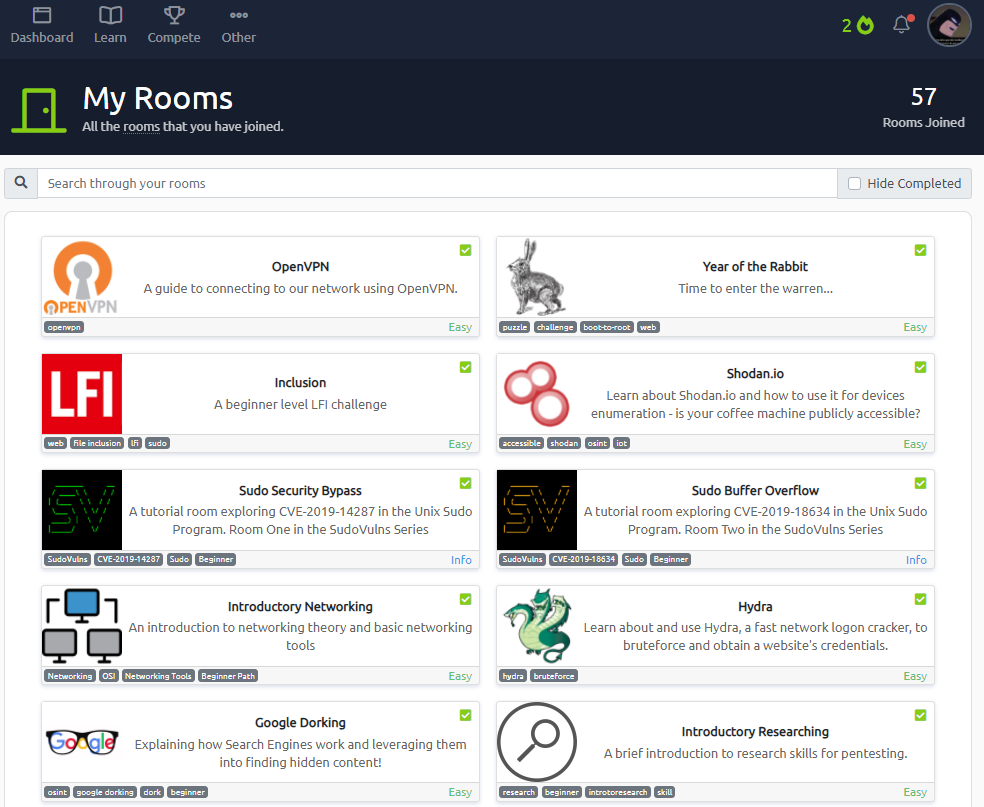 Dashboard
Learn
Compete
Other
2
My Rooms
All the rooms that you have joined.
57
Rooms Joined
Search through your rooms
Hide Completed
OPENVPN
OpenVPN
A guide to connecting to our network using OpenVPN.
openvpn
Easy
Year of the Rabbit
Time to enter the warren...
puzzle challenge boot-to-root web
Easy
LFI
Inclusion
A beginner level LFI challenge
web file inclusion lfi sudo
Easy
Shodan.io
Learn about Shodan.io and how to use it for devices
enumeration - is your coffee machine publicly accessible?
accessible shodan osint iot
Easy
SV
Sudo Security Bypass
A tutorial room exploring CVE-2019-14287 in the Unix Sudo
Program. Room One in the SudoVulns Series
SudoVulns CVE-2019-14287 Sudo Beginner
Info
SV
Sudo Buffer Overflow
A tutorial room exploring CVE-2019-18634 in the Unix Sudo
Program. Room Two in the SudoVulns Series
SudoVulns CVE-2019-18634 Sudo Beginner
Info
Introductory Networking
An introduction to networking theory and basic networking
tools
Networking OSI Networking Tools Beginner Path
Easy
Hydra
Learn about and use Hydra, a fast network logon cracker, to
bruteforce and obtain a website's credentials.
hydra bruteforce
Easy
Google
Google Dorking
Explaining how Search Engines work and leveraging them
into finding hidden content!
osint google dorking dork beginner
Easy
Introductory Researching
A brief introduction to research skills for pentesting.
research beginner introtoresearch skill
Easy